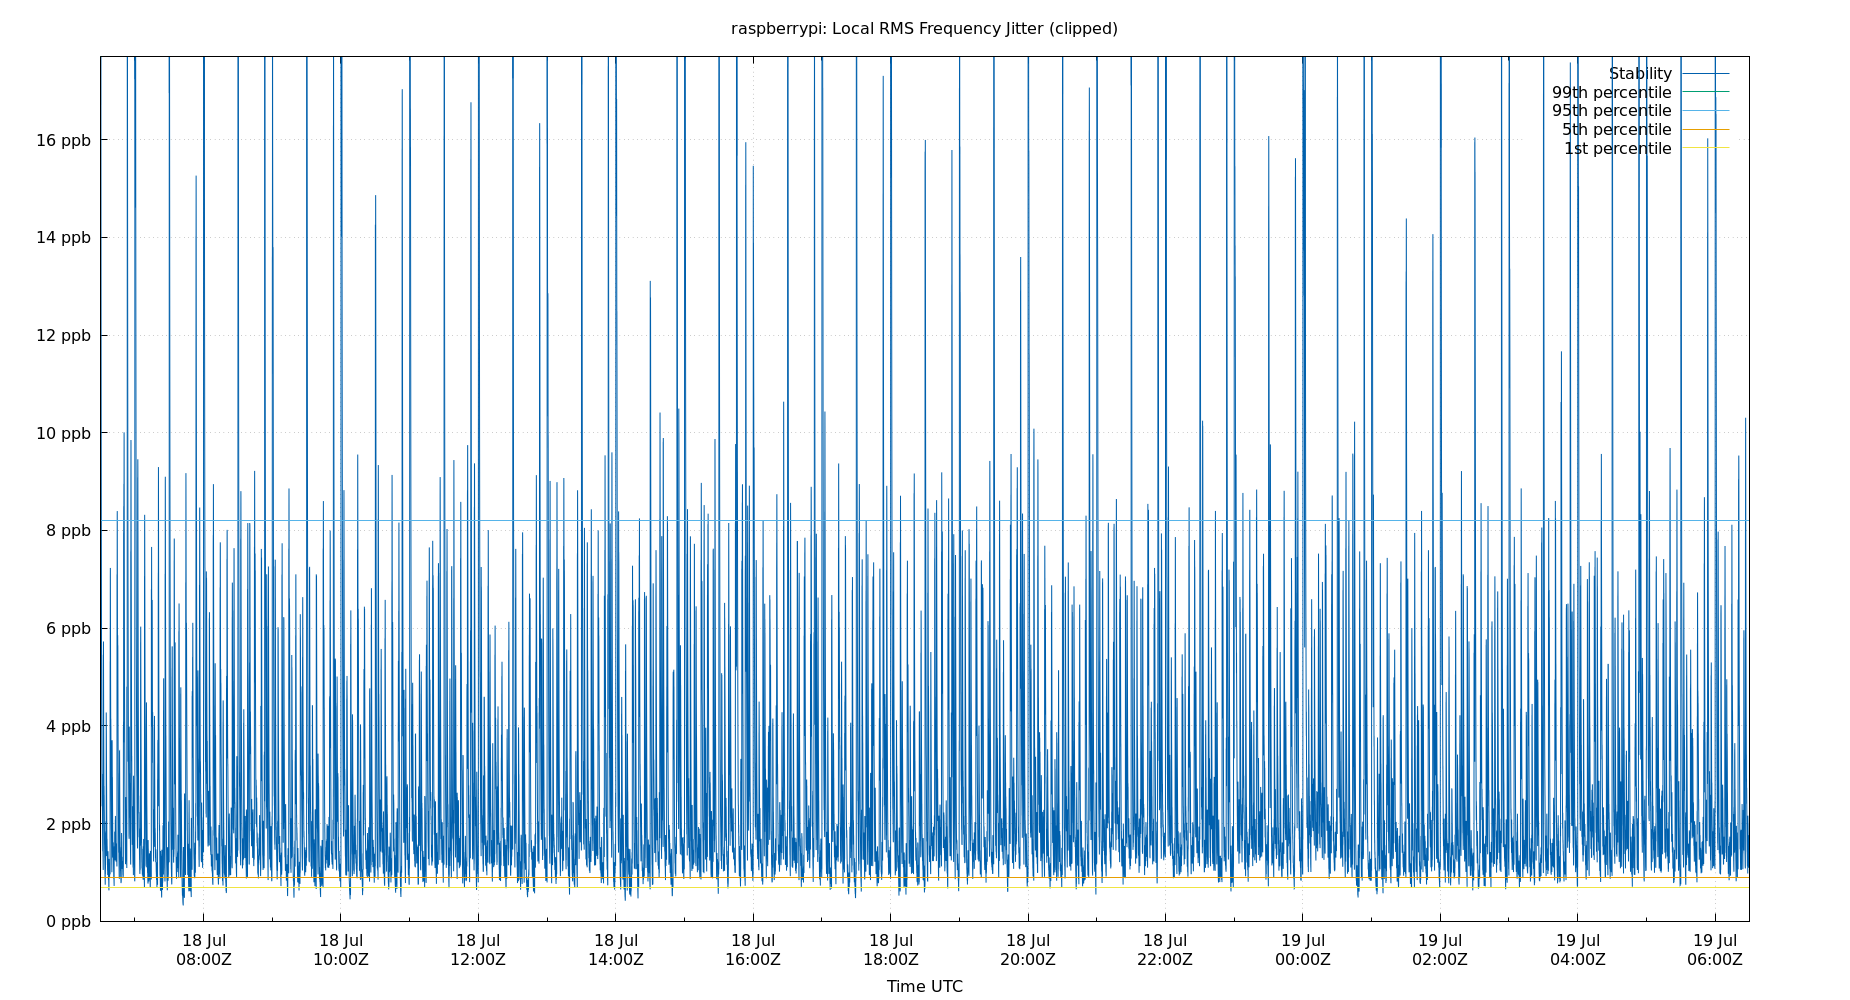 raspberrypi: Local RMS Frequency Jitter (clipped)
Stability
99th percentile
95th percentile
5th percentile
1st percentile
16 ppb
14 ppb
12 ppb
10 ppb
8 ppb
6 ppb
4 ppb
2 ppb
0 ppb
18 Jul 18 Jul 18 Jul 18 Jul 18 Jul 18 Jul 18 Jul 18 Jul 19 Jul 19 Jul 19 Jul 19 Jul
08:00Z 10:00Z 12:00Z 14:00Z 16:00Z 18:00Z 20:00Z 22:00Z 00:00Z 02:00Z 04:00Z 06:00Z
Time UTC